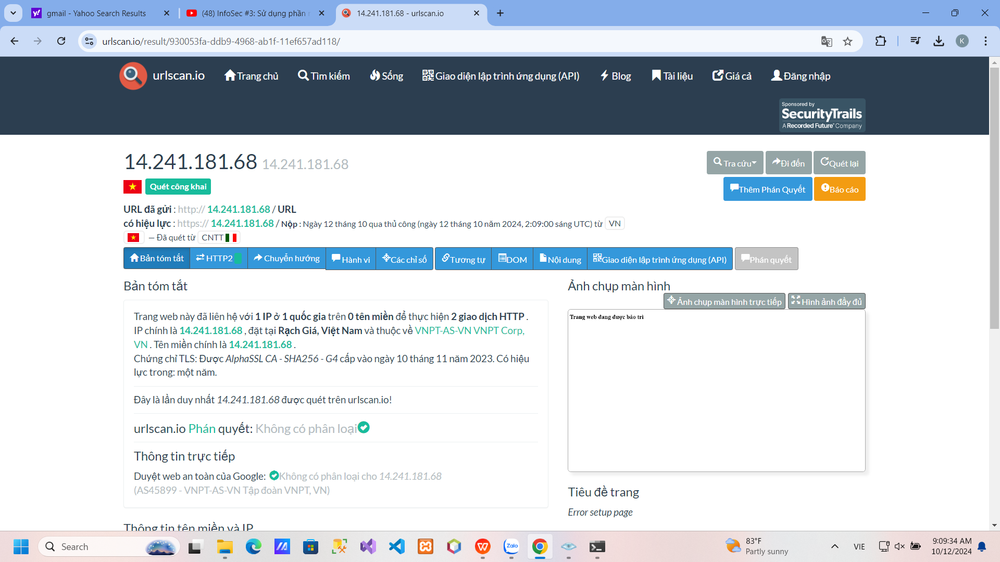 gmail - Yahoo Search Results
(48) InfoSec #3: Sử dụng phần
14.241.181.68 - urlscan.io
urlscan.io/result/930053fa-ddb9-4968-ab1f-11ef657ad118/
K
urlscan.io
Trang chủ
Tìm kiếm
Sống
Giao diện lập trình ứng dụng (API)
Blog
Tài liệu
Giá cả
Đăng nhập
Sponsored by
SecurityTrails
A Recorded Future® Company
14.241.181.68 14.241.181.68
Tra cứu
Đi đến
Quét lại
Quét công khai
Thêm Phán Quyết
Báo cáo
URL đã gửi : http:// 14.241.181.68 / URL
có hiệu lực : https:// 14.241.181.68 / Nộp : Ngày 12 tháng 10 qua thủ công (ngày 12 tháng 10 năm 2024, 2:09:00 sáng UTC) từ VN
— Đã quét từ CNTT
Bản tóm tắt
HTTP2
Chuyển hướng
Hành vi
Các chỉ số
Tương tự
DOM
Nội dung
Giao diện lập trình ứng dụng (API)
Phán quyết
Bản tóm tắt
Trang web này đã liên hệ với 1 IP ở 1 quốc gia trên 0 tên miền để thực hiện 2 giao dịch HTTP .
IP chính là 14.241.181.68 , đặt tại Rạch Giá, Việt Nam và thuộc về VNPT-AS-VN VNPT Corp,
VN . Tên miền chính là 14.241.181.68 .
Chứng chỉ TLS: Được AlphaSSL CA - SHA256 - G4 cấp vào ngày 10 tháng 11 năm 2023. Có hiệu
lực trong: một năm.
Đây là lần duy nhất 14.241.181.68 được quét trên urlscan.io!
urlscan.io Phán quyết: Không có phân loại
Thông tin trực tiếp
Duyệt web an toàn của Google: Không có phân loại cho 14.241.181.68
(AS45899 - VNPT-AS-VN Tập đoàn VNPT, VN)
Thông tin tên miền và IP
Ảnh chụp màn hình
Ảnh chụp màn hình trực tiếp
Hình ảnh đầy đủ
Trang web đang được bảo trì
Tiêu đề trang
Error setup page
Search
Zalo
83°F
Partly sunny
VIE
9:09:34 AM
10/12/2024